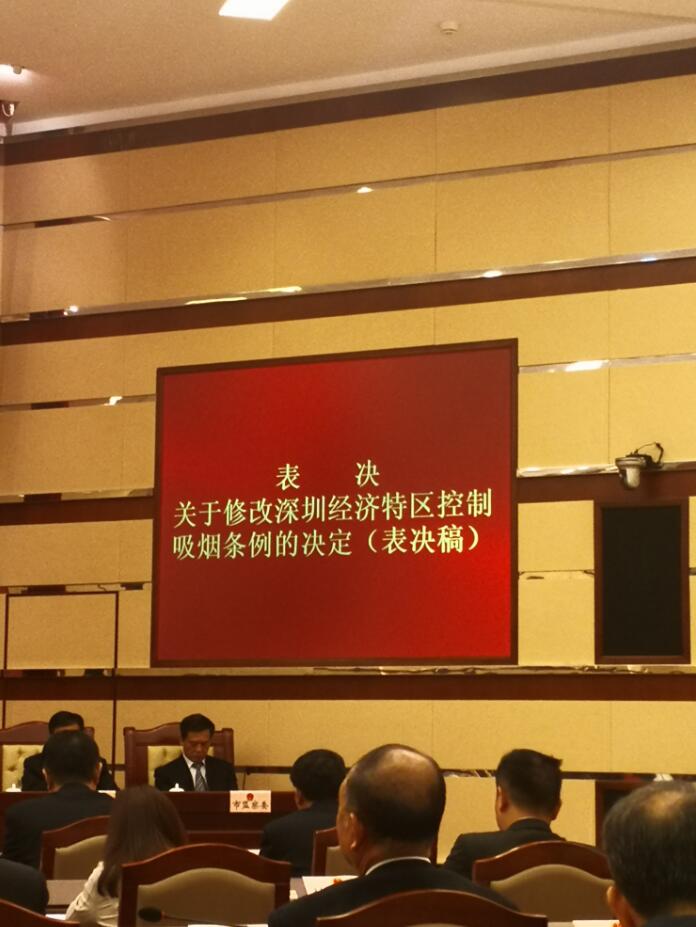 表 决
关于修改深圳经济特区控制
吸烟条例的决定（表决稿）
市监察委